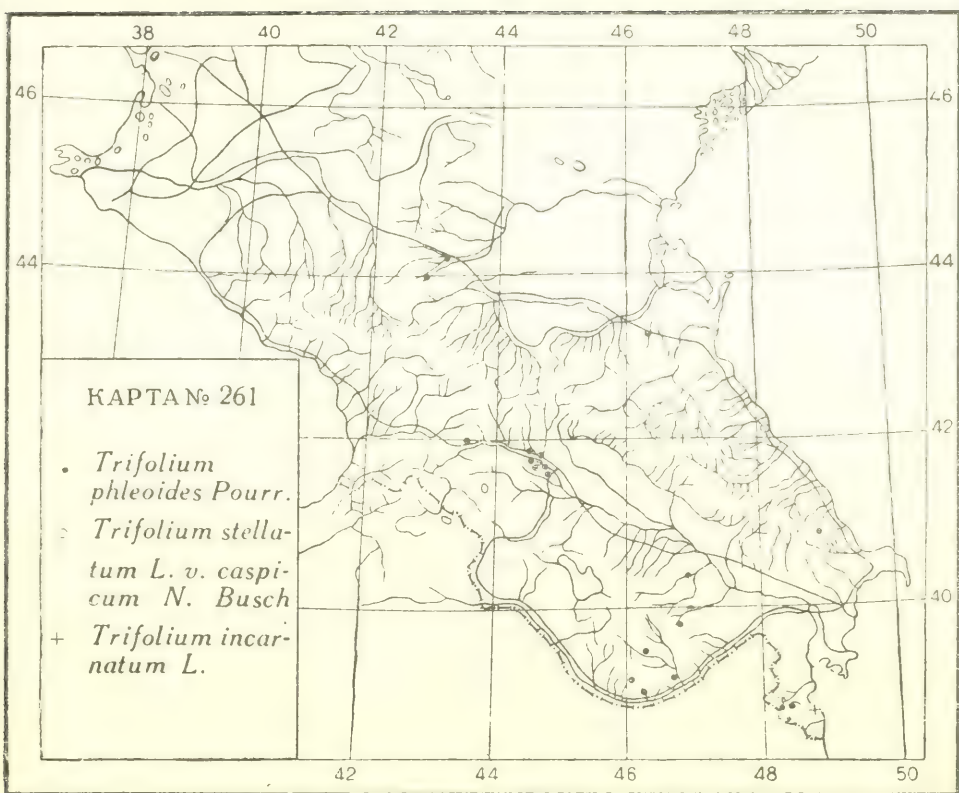 38 40 42 44 46 48 50
46 46
44 44
КАРТА № 261
42
• Trifolium
phleoides Pourr.
Trifolium stella-
tum L. v. caspi-
cum N. Busch
40
+ Trifolium incar-
natum L.
42 44 46 48 50